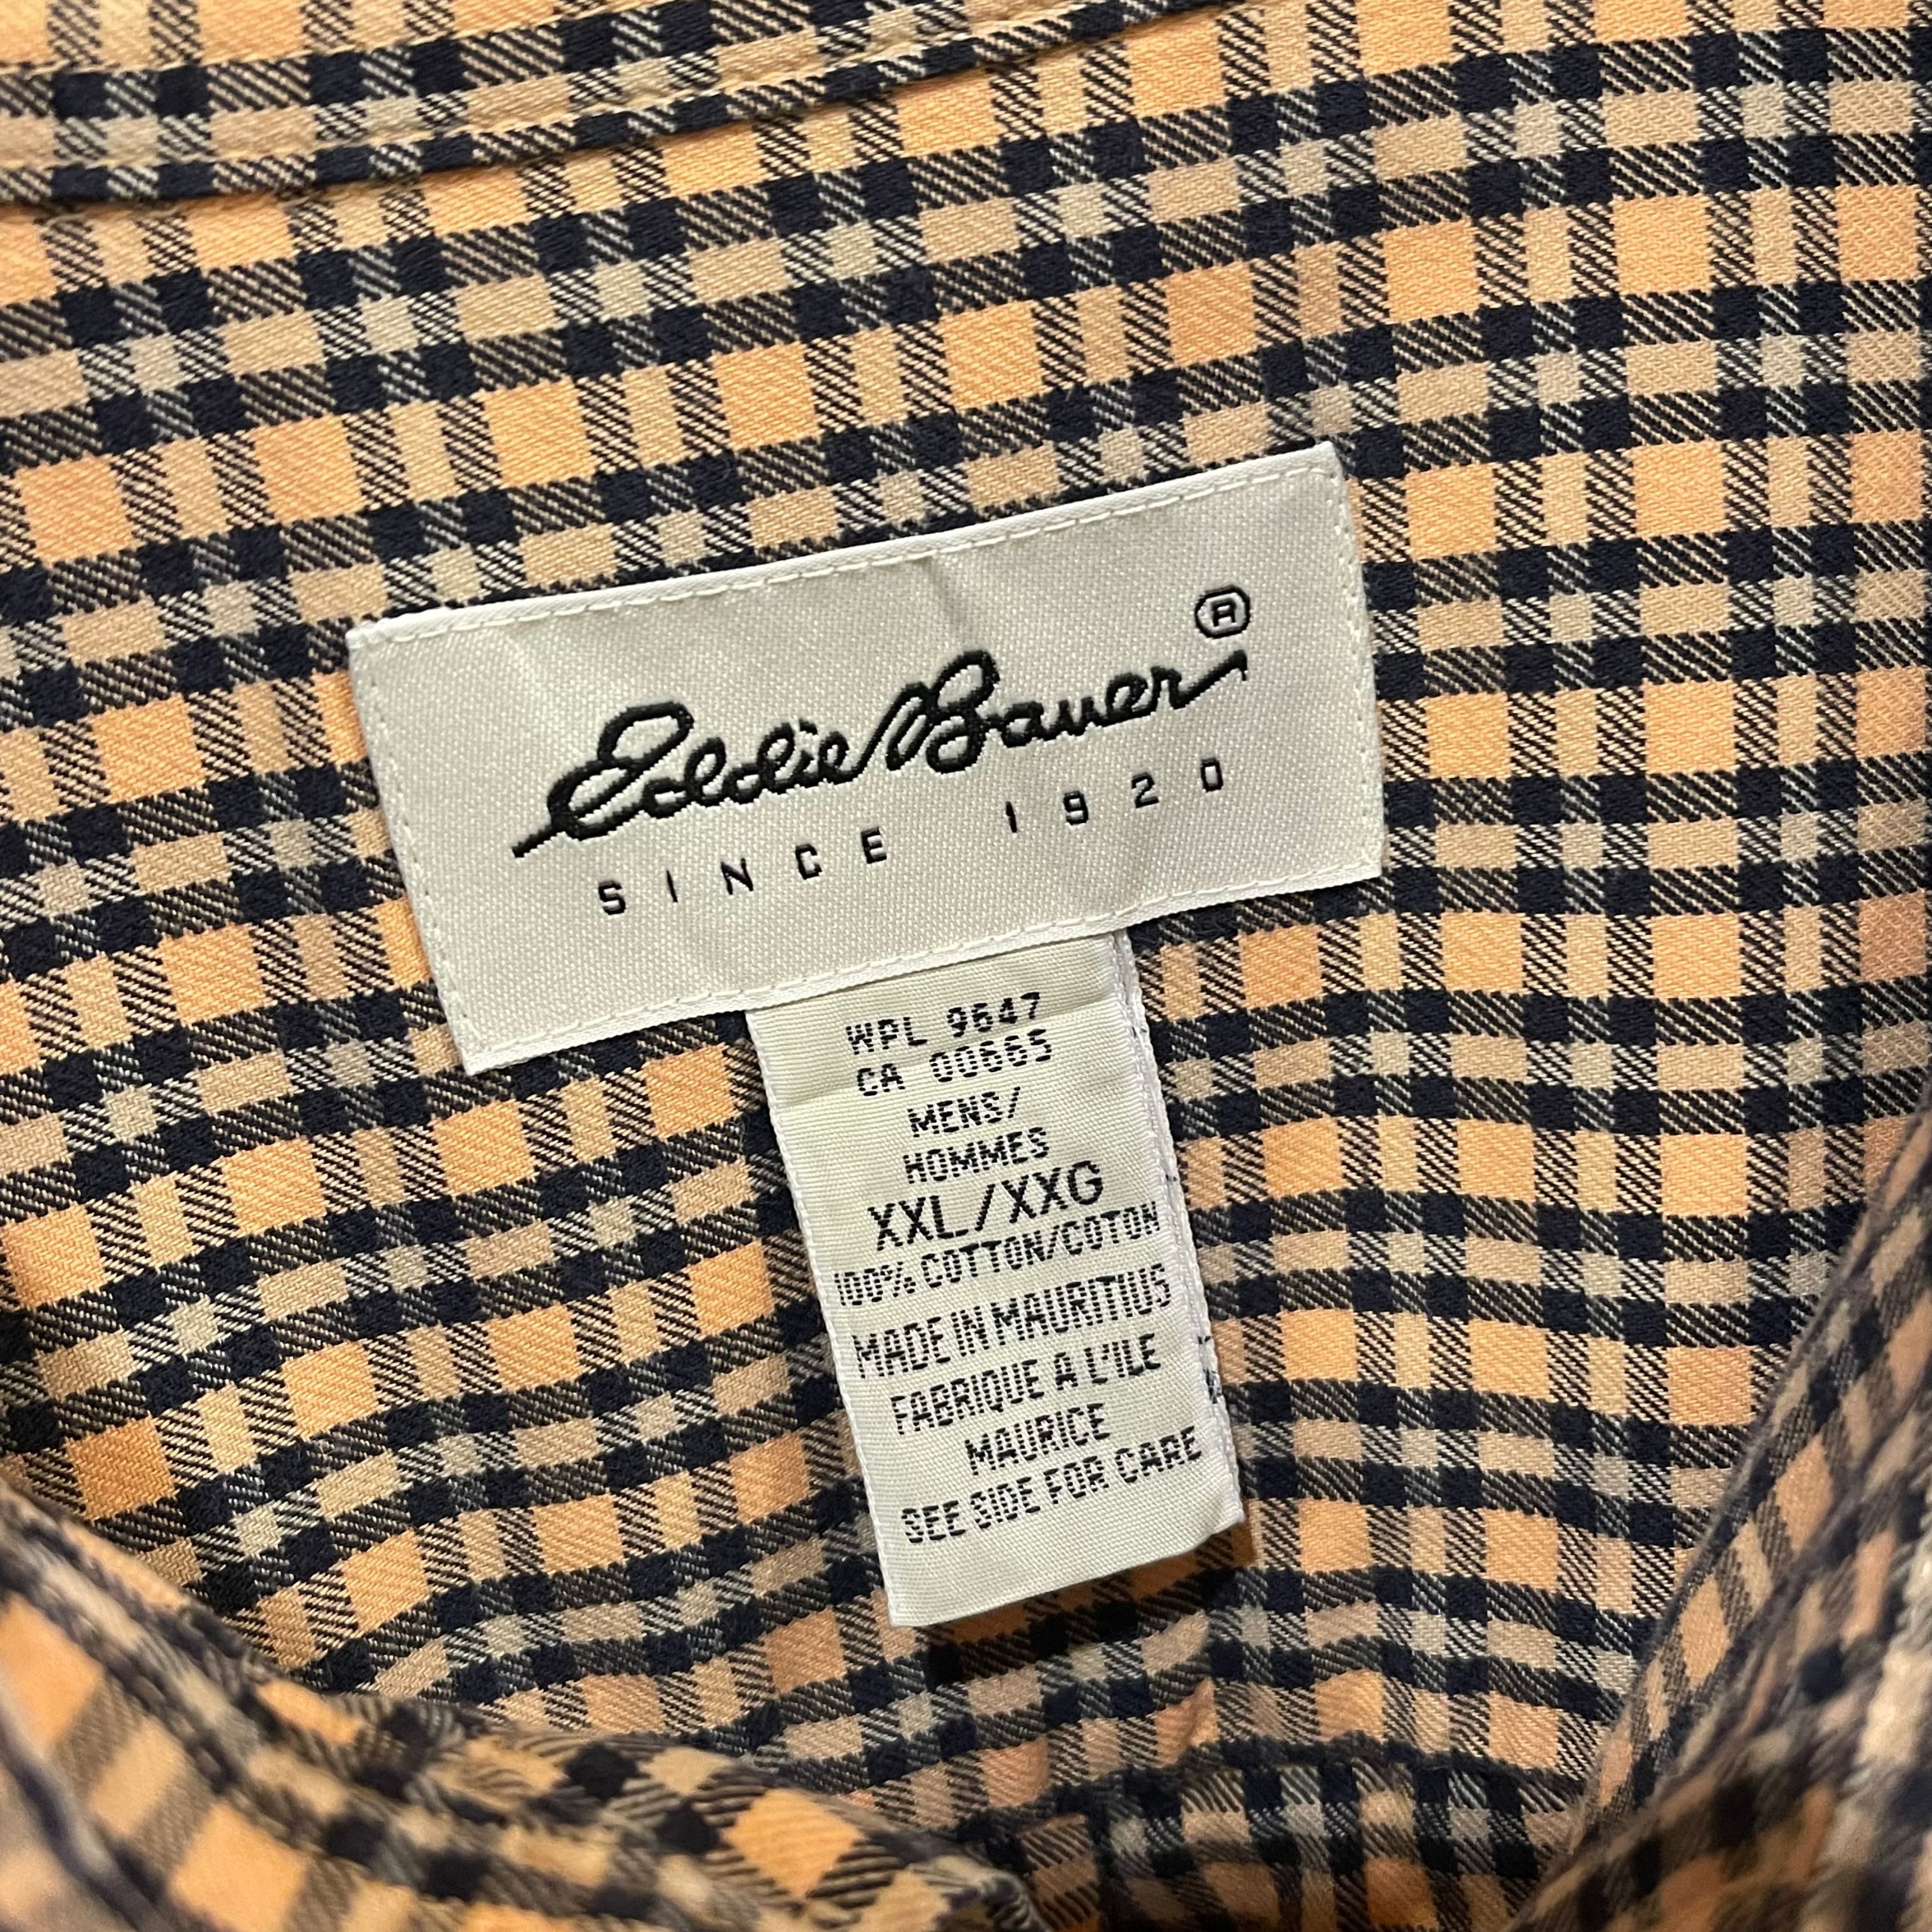 Eddie Bauer ®
SINCE 1920
WPL 9647
CA 00665
MENS/
HOMMES
XXL/XXG
100% COTTON/COTON
MADE IN MAURITIUS
FABRIQUE A L'ILE
MAURICE
SEE SIDE FOR CARE